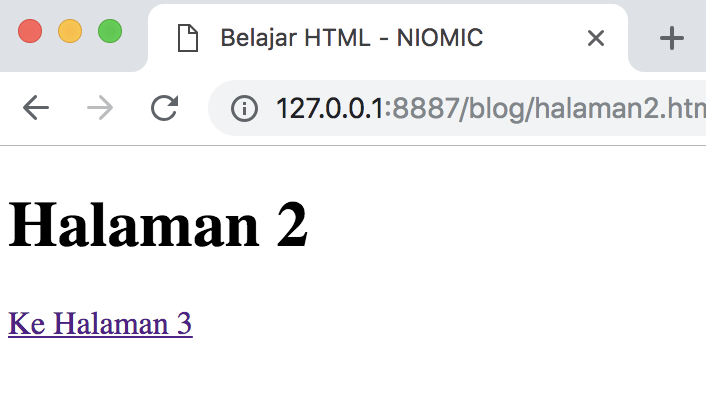 Belajar HTML - NIOMIC
127.0.0.1:8887/blog/halaman2.htm
Halaman 2
Ke Halaman 3